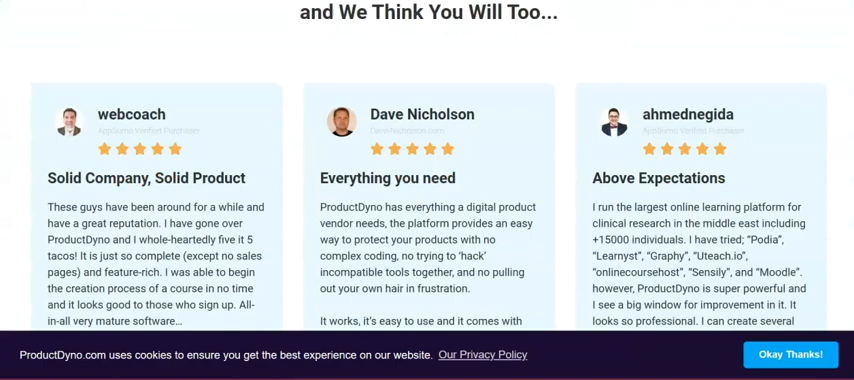 and We Think You Will Too...
webcoach
AppSumo Verified Purchaser
Solid Company, Solid Product
These guys have been around for a while and
have a great reputation. I have gone over
ProductDyno and I whole-heartedly five it 5
tacos! It is just so complete (except no sales
pages) and feature-rich. I was able to begin
the creation process of a course in no time
and it looks good to those who sign up. All-
in-all very mature software...
Dave Nicholson
DaveNicholson.com
Everything you need
ProductDyno has everything a digital product
vendor needs, the platform provides an easy
way to protect your products with no
complex coding, no trying to ‘hack’
incompatible tools together, and no pulling
out your own hair in frustration.
It works, it’s easy to use and it comes with
ahmednegida
AppSumo Verified Purchaser
Above Expectations
I run the largest online learning platform for
clinical research in the middle east including
+15000 individuals. I have tried; “Podia”,
“Learnyst”, “Graphy”, “Uteach.io”,
“onlinecoursehost”, “Sensily”, and “Moodle”.
however, ProductDyno is super powerful and
I see a big window for improvement in it. It
looks so professional. I can create several
ProductDyno.com uses cookies to ensure you get the best experience on our website. Our Privacy Policy
Okay Thanks!